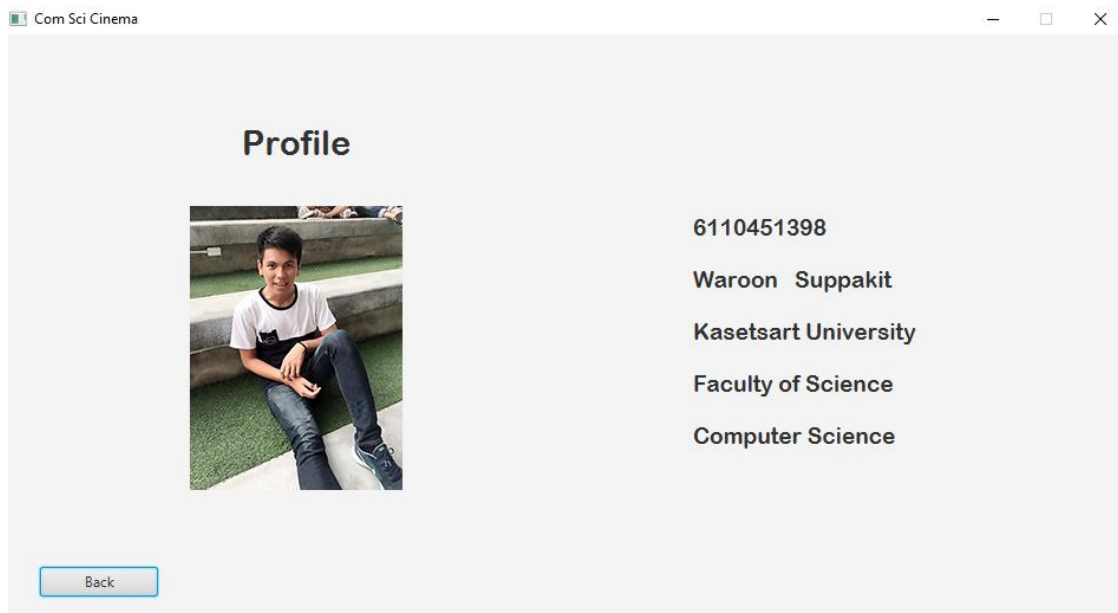 Com Sci Cinema
Profile
6110451398
Waroon Suppakit
Kasetsart University
Faculty of Science
Computer Science
Back